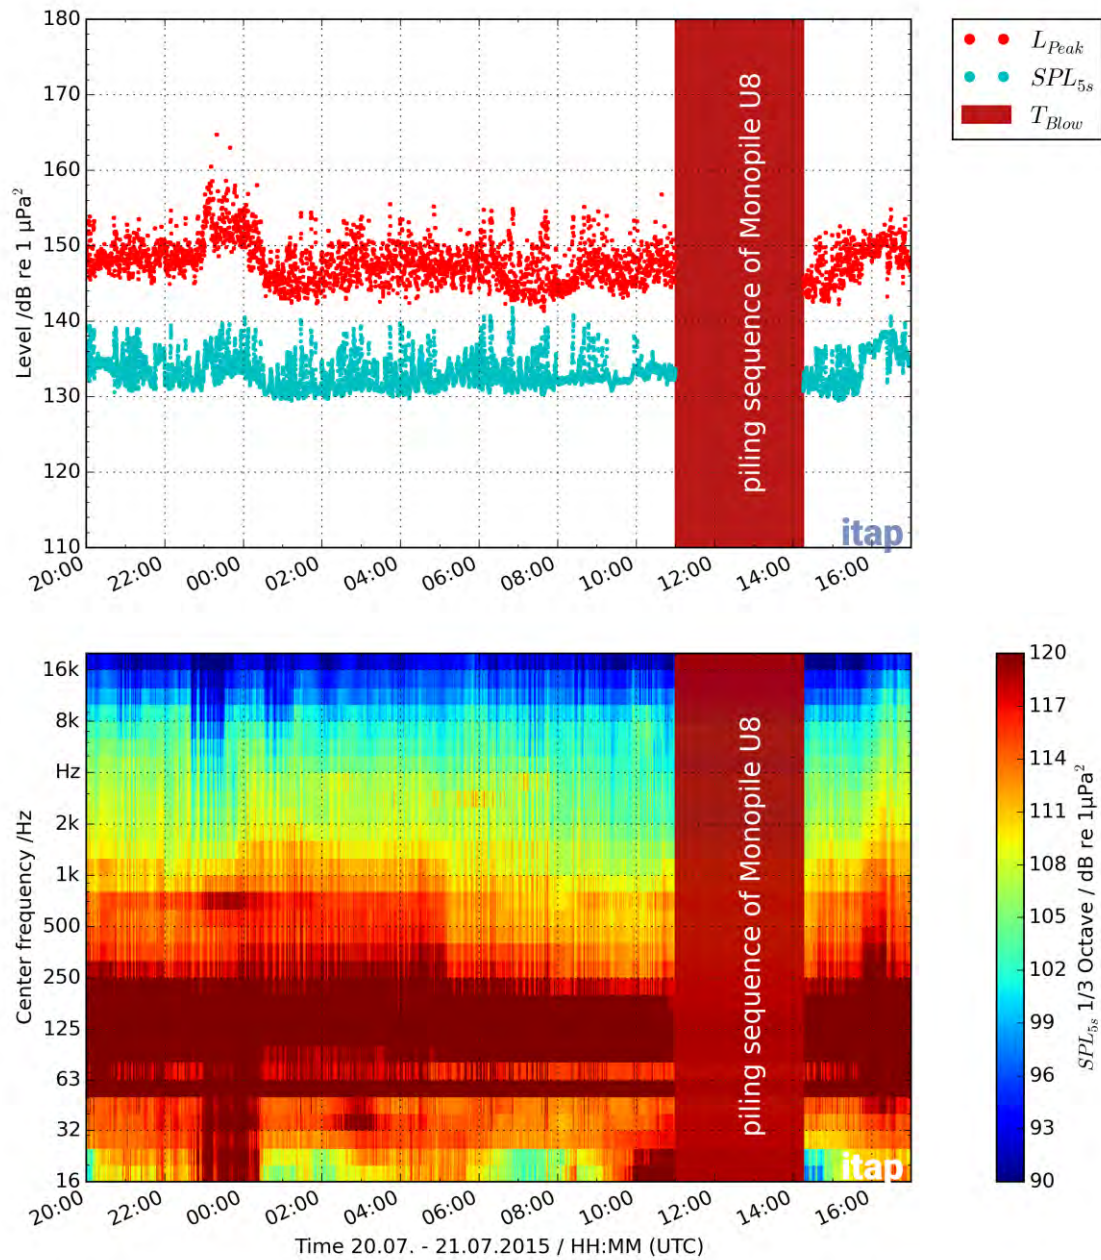 180
170
160
150
140
130
120
110
Level /dB re 1 µPa²
L_Peak
SPL_5s
T_Blow
piling sequence of Monopile U8
itap
20:00 22:00 00:00 02:00 04:00 06:00 08:00 10:00 12:00 14:00 16:00
16k
8k
Hz
2k
1k
500
250
125
63
32
16
Center frequency /Hz
piling sequence of Monopile U8
itap
20:00 22:00 00:00 02:00 04:00 06:00 08:00 10:00 12:00 14:00 16:00
Time 20.07. - 21.07.2015 / HH:MM (UTC)
120
117
114
111
108
105
102
99
96
93
90
SPL_5s 1/3 Octave / dB re 1µPa²